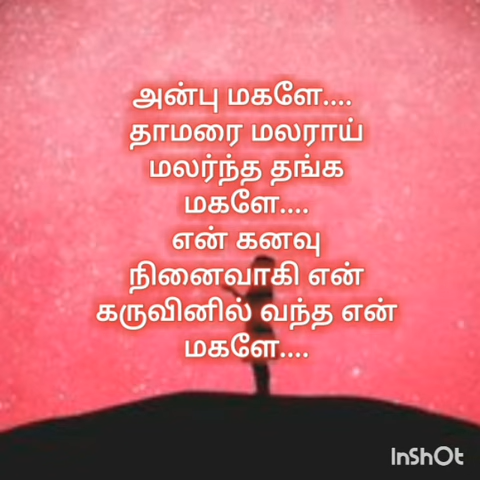 அன்பு மகளே....
தாமரை மலராய்
மலர்ந்த தங்க
மகளே....
என் கனவு
நினைவாகி என்
கருவினில் வந்த என்
மகளே....
InShOt